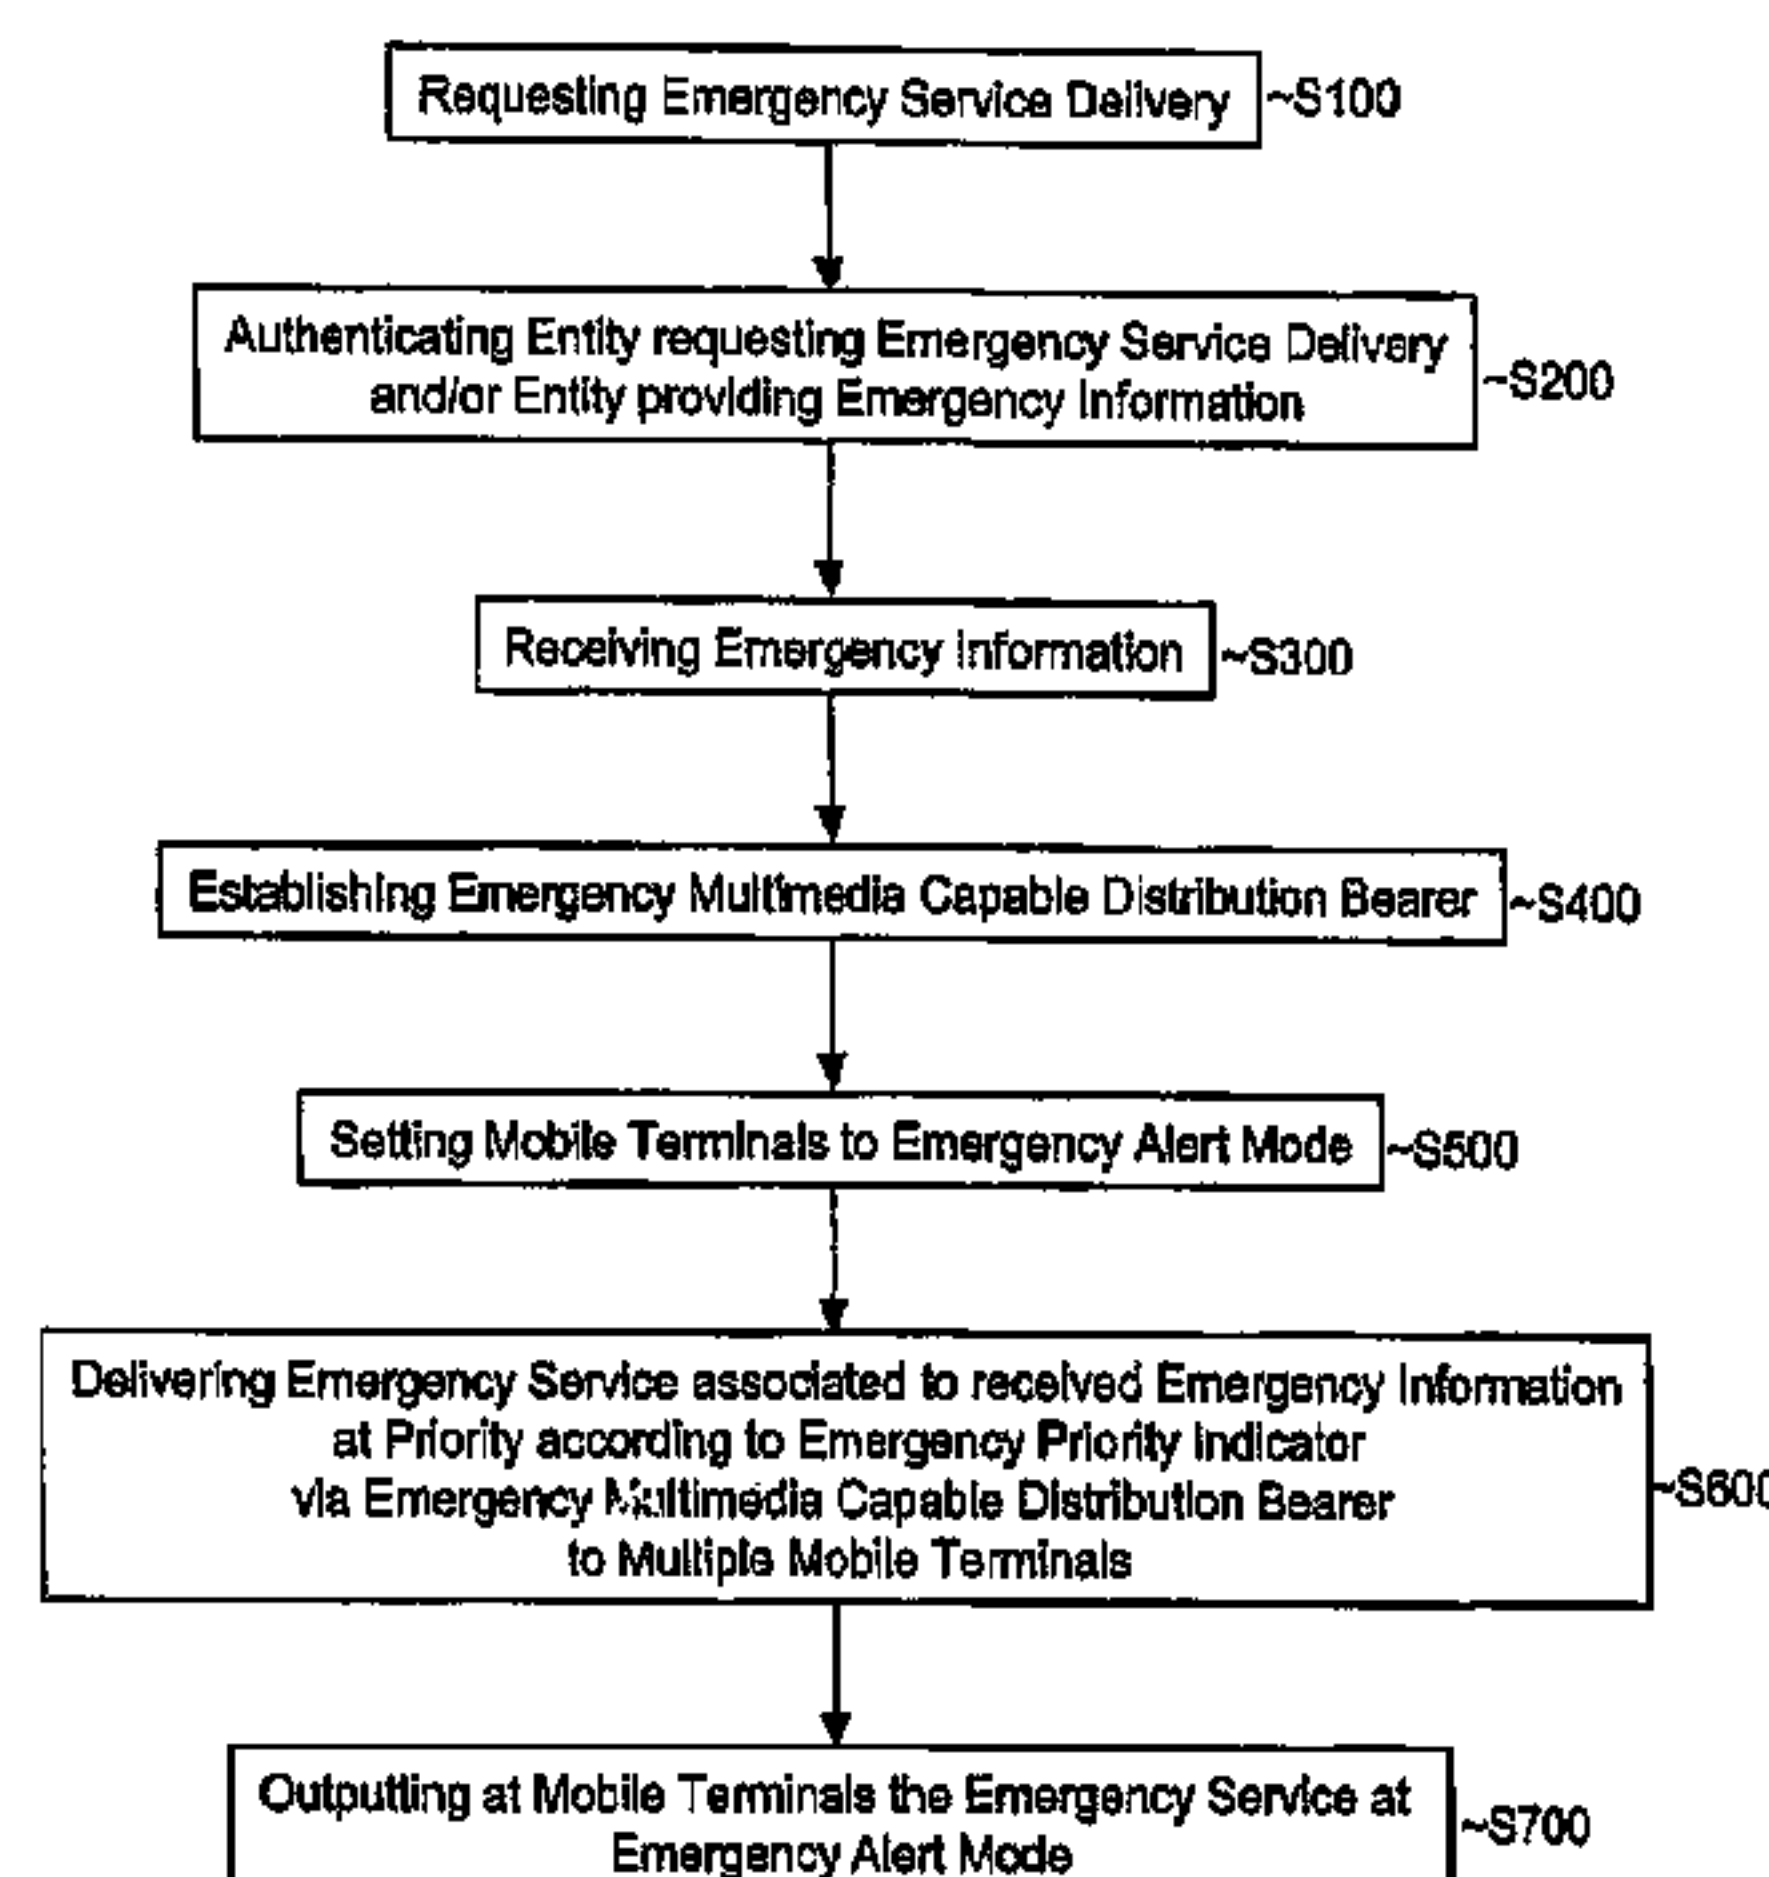 Requesting Emergency Service Delivery ~S100
Authenticating Entity requesting Emergency Service Delivery
and/or Entity providing Emergency Information
~S200
Receiving Emergency Information ~S300
Establishing Emergency Multimedia Capable Distribution Bearer ~S400
Setting Mobile Terminals to Emergency Alert Mode ~S500
Delivering Emergency Service associated to received Emergency Information
at Priority according to Emergency Priority Indicator
via Emergency Multimedia Capable Distribution Bearer
to Multiple Mobile Terminals
~S600
Outputting at Mobile Terminals the Emergency Service at
Emergency Alert Mode
~S700